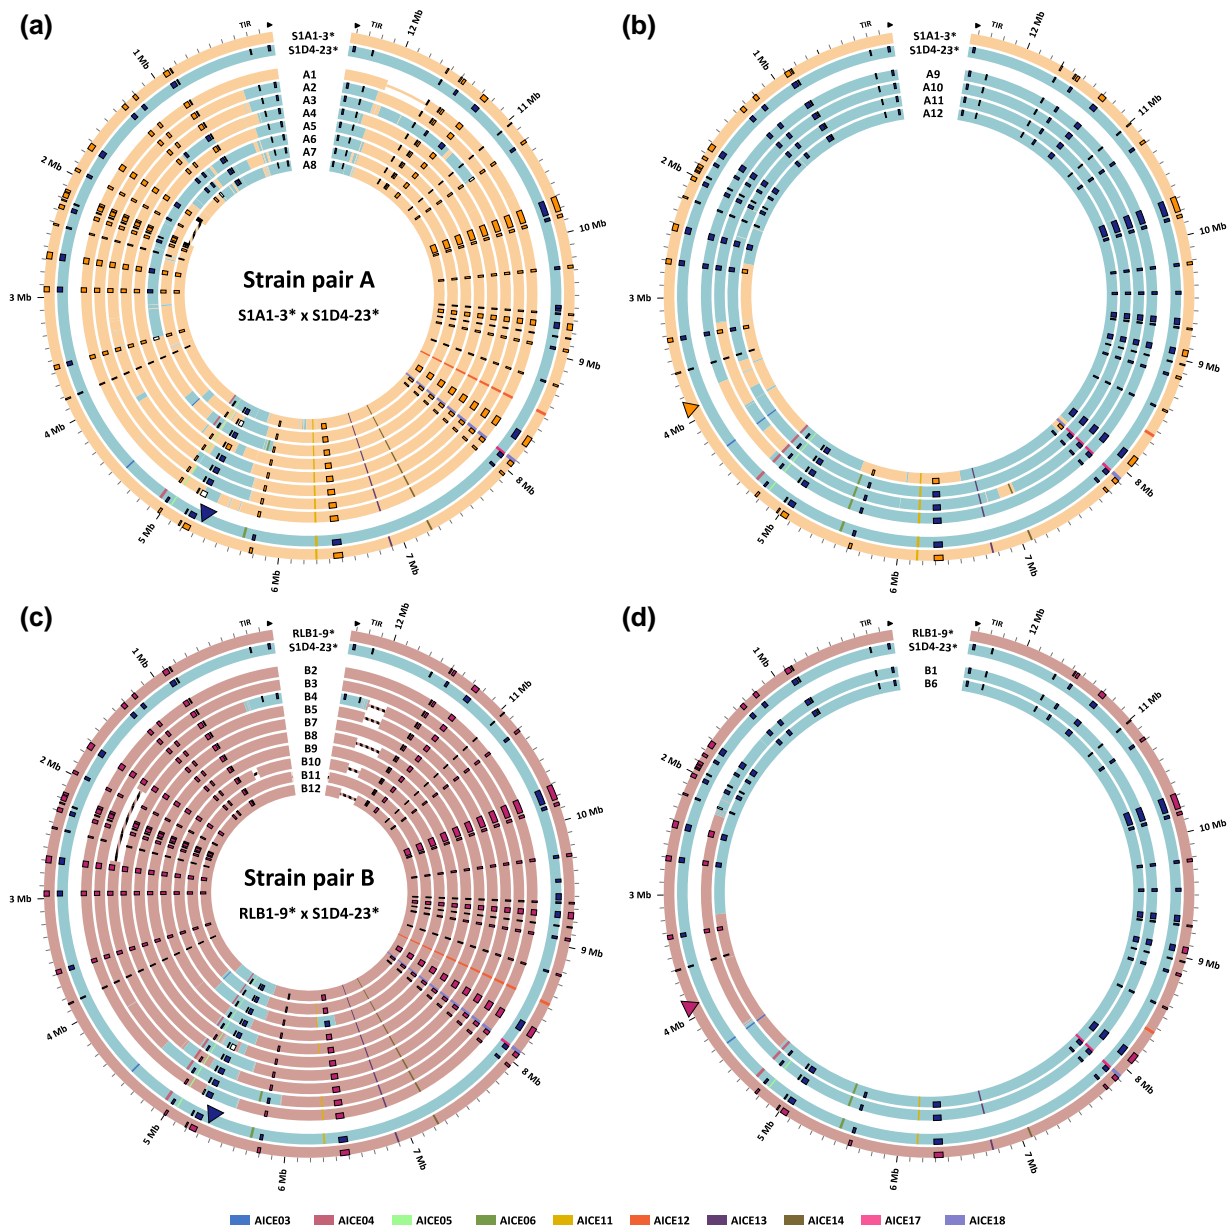 (a)
TIR
12 Mb
S1A1-3*
S1D4-23*
A1
A2
A3
A4
A5
A6
A7
A8
1 Mb
2 Mb
3 Mb
4 Mb
5 Mb
6 Mb
7 Mb
8 Mb
9 Mb
10 Mb
11 Mb
Strain pair A
S1A1-3* x S1D4-23*
(b)
TIR
12 Mb
S1A1-3*
S1D4-23*
A9
A10
A11
A12
1 Mb
2 Mb
3 Mb
4 Mb
5 Mb
6 Mb
7 Mb
8 Mb
9 Mb
10 Mb
11 Mb
(c)
TIR
12 Mb
RLB1-9*
S1D4-23*
B2
B3
B4
B5
B7
B8
B9
B10
B11
B12
1 Mb
2 Mb
3 Mb
4 Mb
5 Mb
6 Mb
7 Mb
8 Mb
9 Mb
10 Mb
11 Mb
Strain pair B
RLB1-9* x S1D4-23*
(d)
TIR
12 Mb
RLB1-9*
S1D4-23*
B1
B6
1 Mb
2 Mb
3 Mb
4 Mb
5 Mb
6 Mb
7 Mb
8 Mb
9 Mb
10 Mb
11 Mb
AICE03 AICE04 AICE05 AICE06 AICE11 AICE12 AICE13 AICE14 AICE17 AICE18